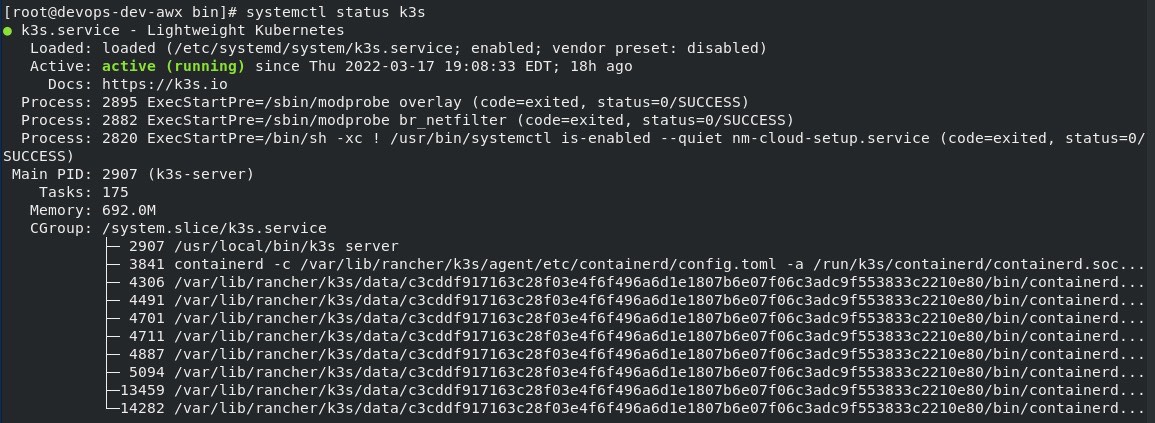 [root@devops-dev-awx bin]# systemctl status k3s
● k3s.service - Lightweight Kubernetes
   Loaded: loaded (/etc/systemd/system/k3s.service; enabled; vendor preset: disabled)
   Active: active (running) since Thu 2022-03-17 19:08:33 EDT; 18h ago
     Docs: https://k3s.io
  Process: 2895 ExecStartPre=/sbin/modprobe overlay (code=exited, status=0/SUCCESS)
  Process: 2882 ExecStartPre=/sbin/modprobe br_netfilter (code=exited, status=0/SUCCESS)
  Process: 2820 ExecStartPre=/bin/sh -xc ! /usr/bin/systemctl is-enabled --quiet nm-cloud-setup.service (code=exited, status=0/
SUCCESS)
 Main PID: 2907 (k3s-server)
    Tasks: 175
   Memory: 692.0M
   CGroup: /system.slice/k3s.service
           ├─ 2907 /usr/local/bin/k3s server
           ├─ 3841 containerd -c /var/lib/rancher/k3s/agent/etc/containerd/config.toml -a /run/k3s/containerd/containerd.soc...
           ├─ 4306 /var/lib/rancher/k3s/data/c3cddf917163c28f03e4f6f496a6d1e1807b6e07f06c3adc9f553833c2210e80/bin/containerd...
           ├─ 4491 /var/lib/rancher/k3s/data/c3cddf917163c28f03e4f6f496a6d1e1807b6e07f06c3adc9f553833c2210e80/bin/containerd...
           ├─ 4701 /var/lib/rancher/k3s/data/c3cddf917163c28f03e4f6f496a6d1e1807b6e07f06c3adc9f553833c2210e80/bin/containerd...
           ├─ 4711 /var/lib/rancher/k3s/data/c3cddf917163c28f03e4f6f496a6d1e1807b6e07f06c3adc9f553833c2210e80/bin/containerd...
           ├─ 4887 /var/lib/rancher/k3s/data/c3cddf917163c28f03e4f6f496a6d1e1807b6e07f06c3adc9f553833c2210e80/bin/containerd...
           ├─ 5094 /var/lib/rancher/k3s/data/c3cddf917163c28f03e4f6f496a6d1e1807b6e07f06c3adc9f553833c2210e80/bin/containerd...
           ├─13459 /var/lib/rancher/k3s/data/c3cddf917163c28f03e4f6f496a6d1e1807b6e07f06c3adc9f553833c2210e80/bin/containerd...
           └─14282 /var/lib/rancher/k3s/data/c3cddf917163c28f03e4f6f496a6d1e1807b6e07f06c3adc9f553833c2210e80/bin/containerd...